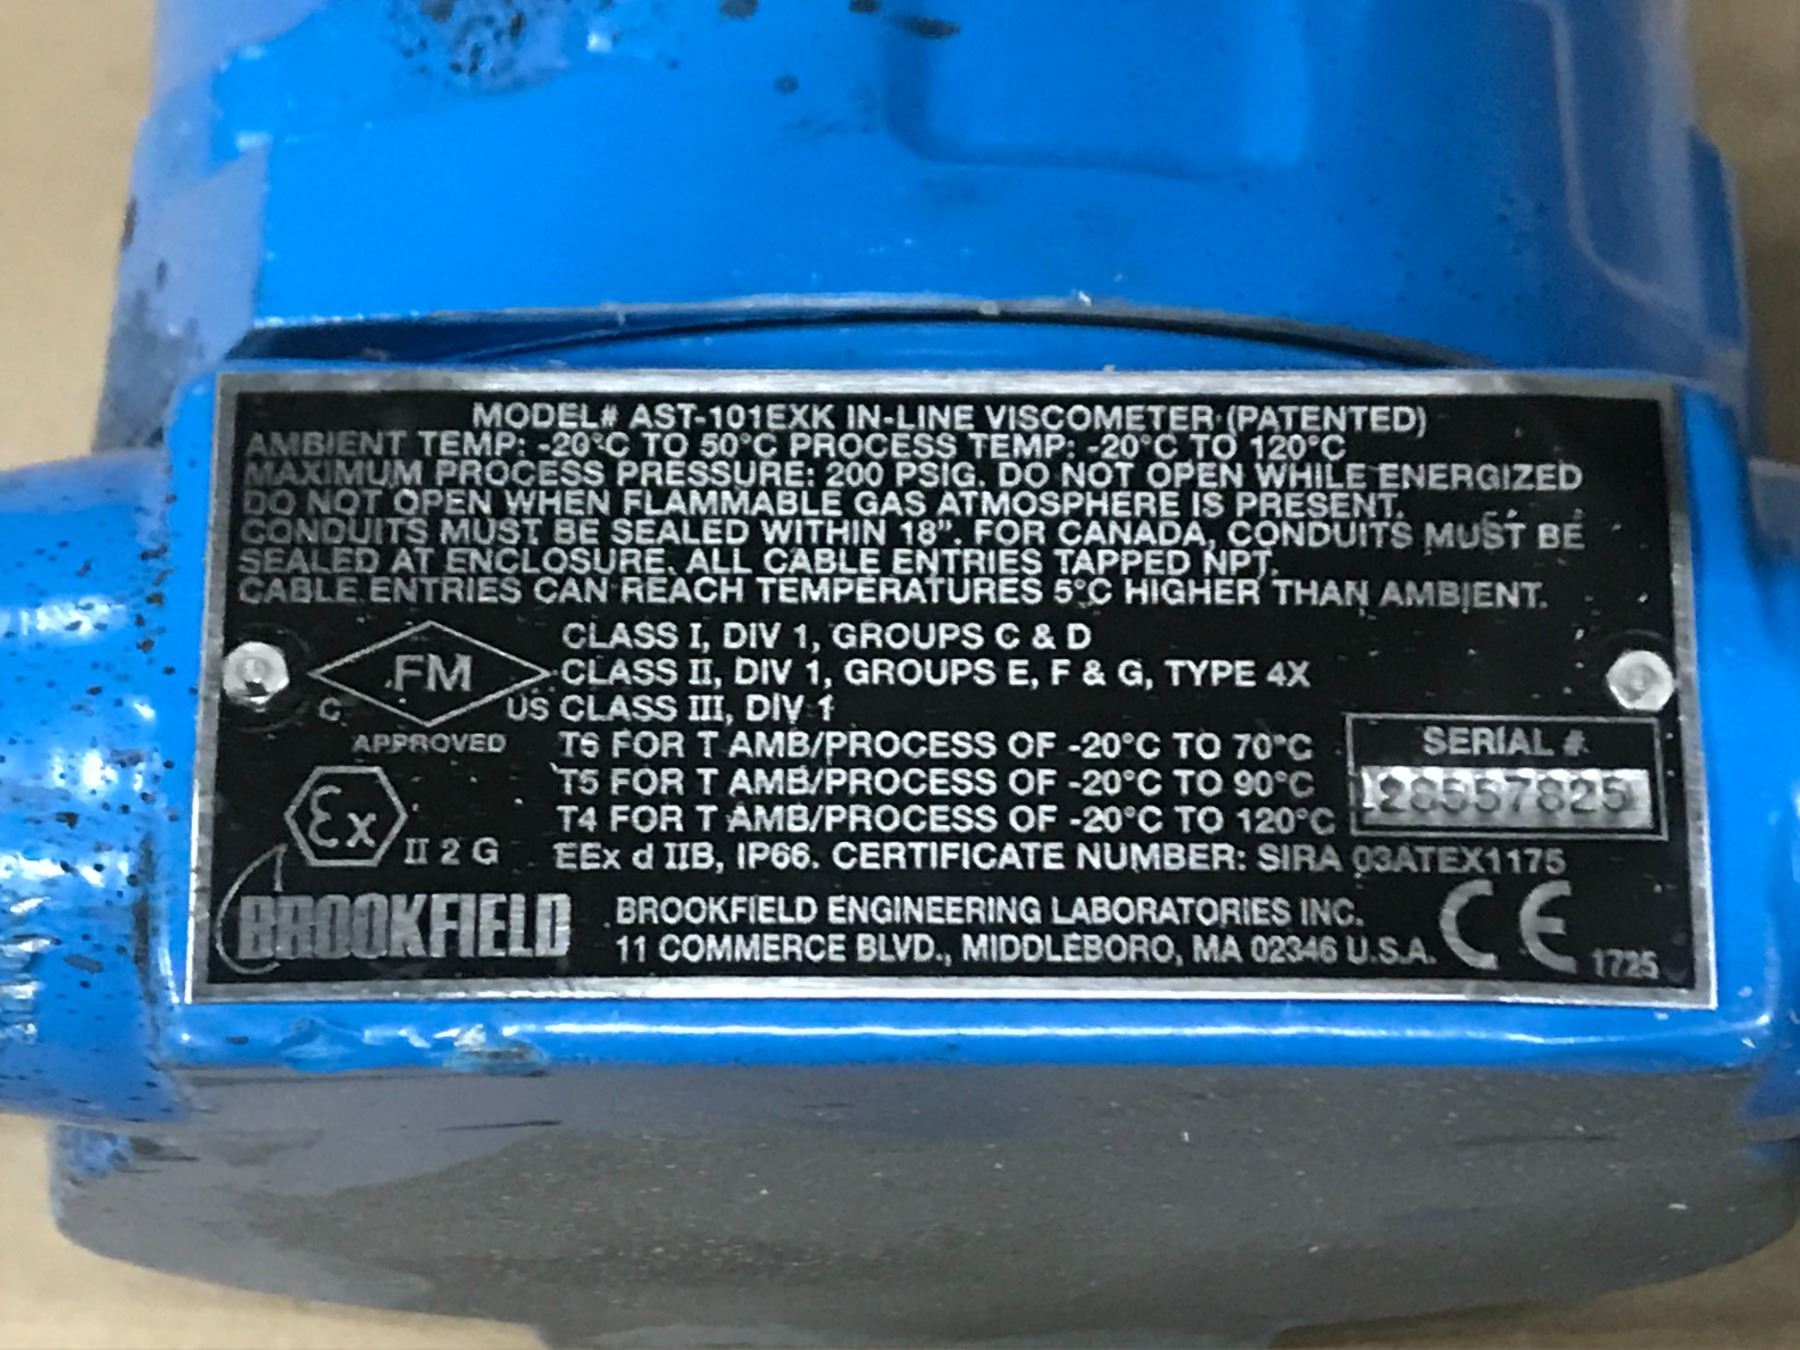 MODEL# AST-101EXK IN-LINE VISCOMETER (PATENTED)
AMBIENT TEMP: -20°C TO 50°C PROCESS TEMP: -20°C TO 120°C
MAXIMUM PROCESS PRESSURE: 200 PSIG. DO NOT OPEN WHILE ENERGIZED
DO NOT OPEN WHEN FLAMMABLE GAS ATMOSPHERE IS PRESENT.
CONDUITS MUST BE SEALED WITHIN 18". FOR CANADA, CONDUITS MUST BE
SEALED AT ENCLOSURE. ALL CABLE ENTRIES TAPPED NPT.
CABLE ENTRIES CAN REACH TEMPERATURES 5°C HIGHER THAN AMBIENT.
CLASS I, DIV 1, GROUPS C & D
FM CLASS II, DIV 1, GROUPS E, F & G, TYPE 4X
C US CLASS III, DIV 1
APPROVED T6 FOR T AMB/PROCESS OF -20°C TO 70°C SERIAL #
T5 FOR T AMB/PROCESS OF -20°C TO 90°C
T4 FOR T AMB/PROCESS OF -20°C TO 120°C
Ex II 2 G EEx d IIB, IP66. CERTIFICATE NUMBER: SIRA 03ATEX1175
BROOKFIELD BROOKFIELD ENGINEERING LABORATORIES INC.
11 COMMERCE BLVD., MIDDLEBORO, MA 02346 U.S.A. CE 1725